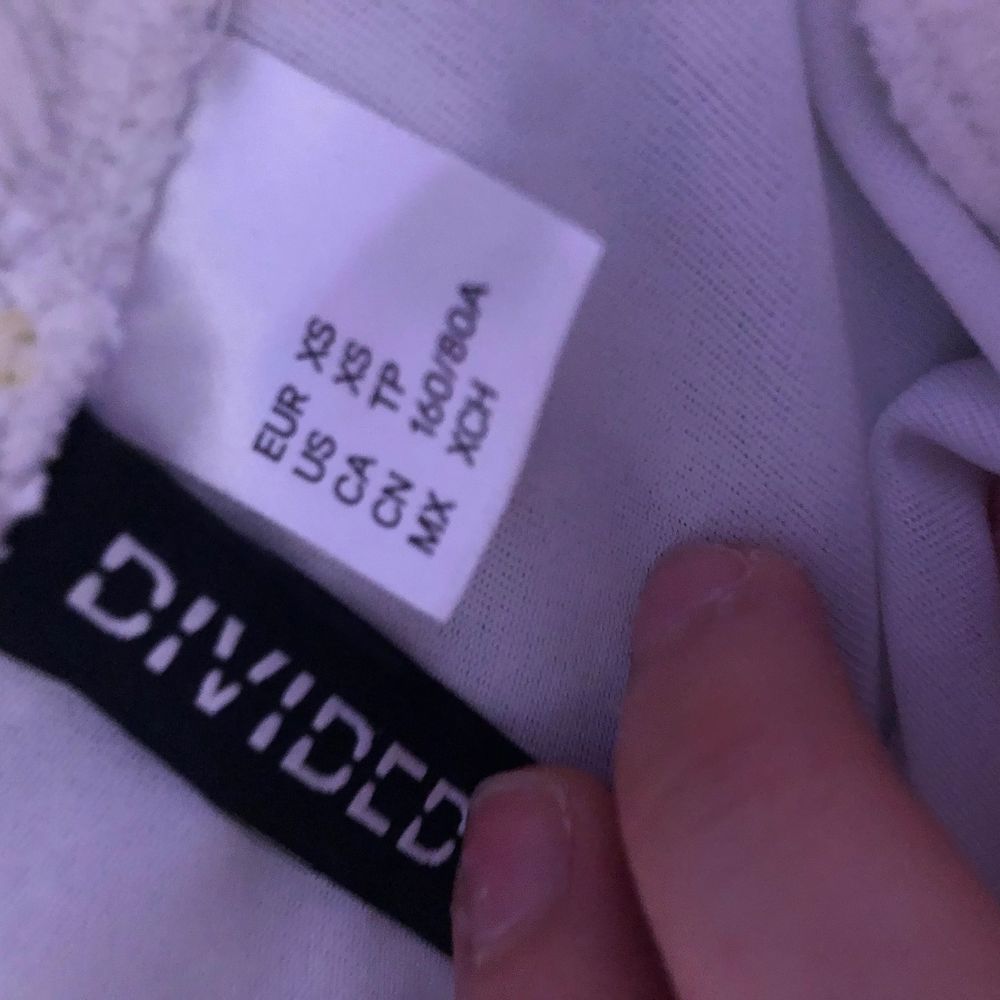 EUR XS
US XS
CA TP
CN 160/80A
MX XCH
DIVIDED